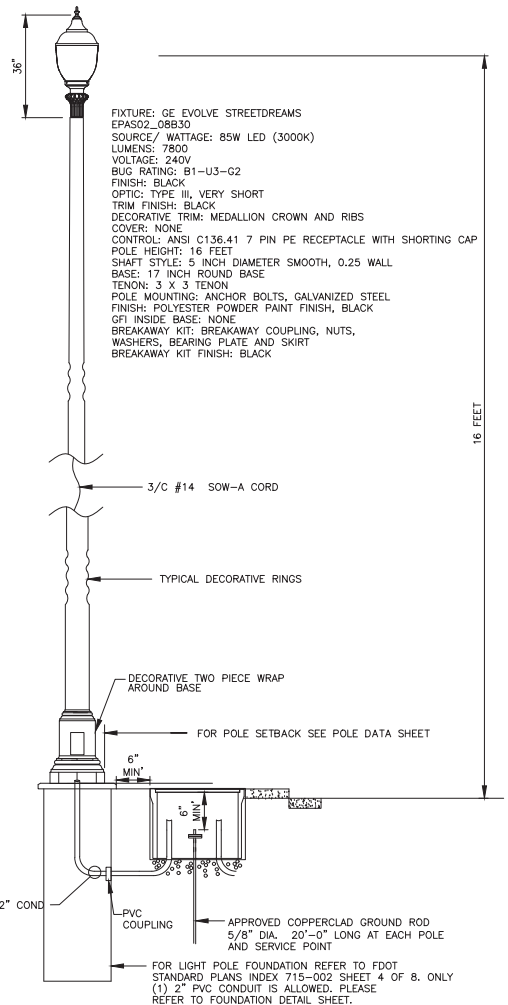 36"
FIXTURE: GE EVOLVE STREETDREAMS
EPAS02_08B30
SOURCE/ WATTAGE: 85W LED (3000K)
LUMENS: 7800
VOLTAGE: 240V
BUG RATING: B1-U3-G2
FINISH: BLACK
OPTIC: TYPE III, VERY SHORT
TRIM FINISH: BLACK
DECORATIVE TRIM: MEDALLION CROWN AND RIBS
COVER: NONE
CONTROL: ANSI C136.41 7 PIN PE RECEPTACLE WITH SHORTING CAP
POLE HEIGHT: 16 FEET
SHAFT STYLE: 5 INCH DIAMETER SMOOTH, 0.25 WALL
BASE: 17 INCH ROUND BASE
TENON: 3 X 3 TENON
POLE MOUNTING: ANCHOR BOLTS, GALVANIZED STEEL
FINISH: POLYESTER POWDER PAINT FINISH, BLACK
GFI INSIDE BASE: NONE
BREAKAWAY KIT: BREAKAWAY COUPLING, NUTS,
WASHERS, BEARING PLATE AND SKIRT
BREAKAWAY KIT FINISH: BLACK
16 FEET
3/C #14 SOW-A CORD
TYPICAL DECORATIVE RINGS
DECORATIVE TWO PIECE WRAP
AROUND BASE
FOR POLE SETBACK SEE POLE DATA SHEET
6"
MIN'
6"
MIN'
2" COND
PVC
COUPLING
APPROVED COPPERCLAD GROUND ROD
5/8" DIA. 20'-0" LONG AT EACH POLE
AND SERVICE POINT
FOR LIGHT POLE FOUNDATION REFER TO FDOT
STANDARD PLANS INDEX 715-002 SHEET 4 OF 8. ONLY
(1) 2" PVC CONDUIT IS ALLOWED. PLEASE
REFER TO FOUNDATION DETAIL SHEET.